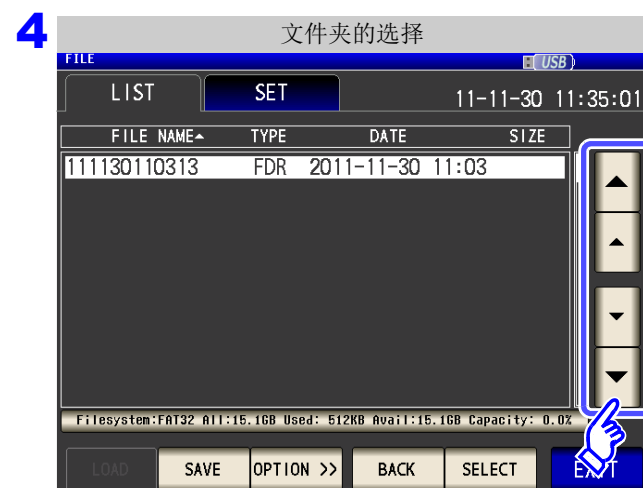 4
文件夹的选择
FILE
USB
LIST SET 11-11-30 11:35:01
FILE NAME TYPE DATE SIZE
111130110313 FDR 2011-11-30 11:03
Filesystem:FAT32 All:15.1GB Used: 512KB Avail:15.1GB Capacity: 0.0%
LOAD SAVE OPTION >> BACK SELECT EXIT